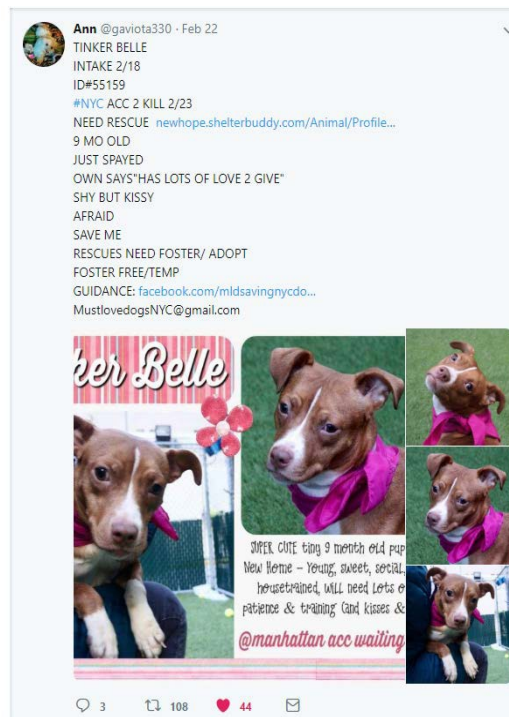 Ann @gaviota330 · Feb 22
TINKER BELLE
INTAKE 2/18
ID#55159
#NYC ACC 2 KILL 2/23
NEED RESCUE newhope.shelterbuddy.com/Animal/Profile...
9 MO OLD
JUST SPAYED
OWN SAYS"HAS LOTS OF LOVE 2 GIVE"
SHY BUT KISSY
AFRAID
SAVE ME
RESCUES NEED FOSTER/ ADOPT
FOSTER FREE/TEMP
GUIDANCE: facebook.com/mldsavingnycdo...
MustlovedogsNYC@gmail.com
ker Belle
SUPER CUTE tiny 9 month old pup
New Home – Young, sweet, social,
housetrained, will need Lots o
patience & training (and kisses &
@manhattan acc waiting
3 108 44